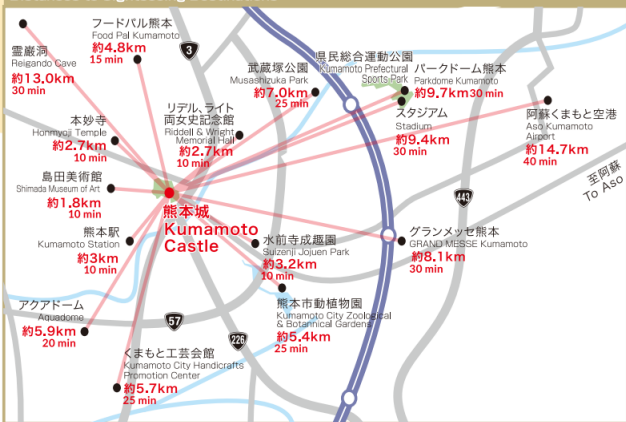 霊巌洞
Reigando Cave
約13.0km
30 min
フードパル熊本
Food Pal Kumamoto
約4.8km
15 min
3
武蔵塚公園
Musashizuka Park
約7.0km
25 min
県民総合運動公園
Kumamoto Prefectural
Sports Park
パークドーム熊本
Parkdome Kumamoto
約9.7km 30 min
スタジアム
Stadium
約9.4km
30 min
阿蘇くまもと空港
Aso Kumamoto
Airport
約14.7km
40 min
本妙寺
Honmyoji Temple
約2.7km
10 min
リデル、ライト
両女史記念館
Riddell & Wright
Memorial Hall
約2.7km
10 min
島田美術館
Shimada Museum of Art
約1.8km
10 min
熊本城
Kumamoto
Castle
至阿蘇
To Aso
443
熊本駅
Kumamoto Station
約3km
10 min
水前寺成趣園
Suizenji Jojuen Park
約3.2km
10 min
グランメッセ熊本
GRAND MESSE Kumamoto
約8.1km
30 min
アクアドーム
Aquadome
約5.9km
20 min
57
226
熊本市動植物園
Kumamoto City Zoological
& Botannical Gardens
約5.4km
25 min
くまもと工芸会館
Kumamoto City Handicrafts
Promotion Center
約5.7km
25 min